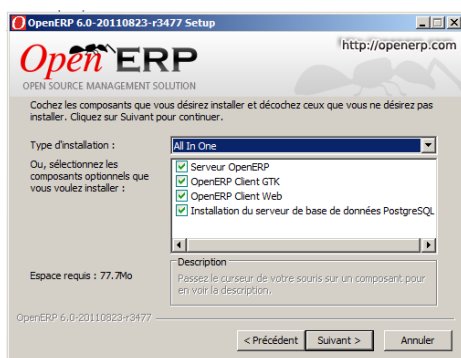 OpenERP 6.0-20110823-r3477 Setup
Open ERP
http://openerp.com
OPEN SOURCE MANAGEMENT SOLUTION
Cochez les composants que vous désirez installer et décochez ceux que vous ne désirez pas
installer. Cliquez sur Suivant pour continuer.
Type d'installation :
All In One
Ou, sélectionnez les
composants optionnels que
vous voulez installer :
Serveur OpenERP
OpenERP Client GTK
OpenERP Client Web
Installation du serveur de base de données PostgreSQL
Description
Espace requis : 77.7Mo
Passez le curseur de votre souris sur un composant pour
en voir la description.
OpenERP 6.0-20110823-r3477
< Précédent
Suivant >
Annuler